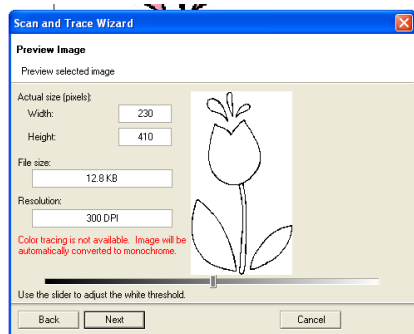 Scan and Trace Wizard
Preview Image
Preview selected image
Actual size (pixels):
Width: 230
Height: 410
File size:
12.8 KB
Resolution:
300 DPI
Color tracing is not available. Image will be
automatically converted to monochrome.
Use the slider to adjust the white threshold.
Back Next Cancel